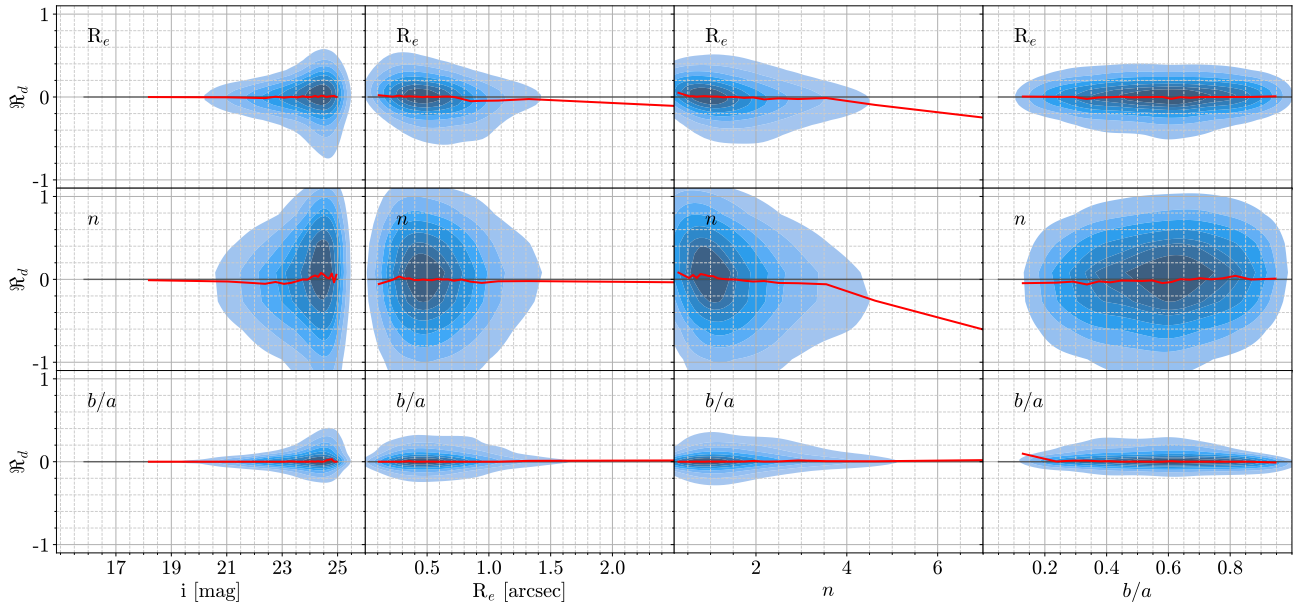 1
R_e
R_e
R_e
R_e
ℜ_d
0
-1
1
n
n
n
n
ℜ_d
0
-1
1
b/a
b/a
b/a
b/a
ℜ_d
0
-1
17 19 21 23 25 0.5 1.0 1.5 2.0 2 4 6 0.2 0.4 0.6 0.8
i [mag] R_e [arcsec] n b/a